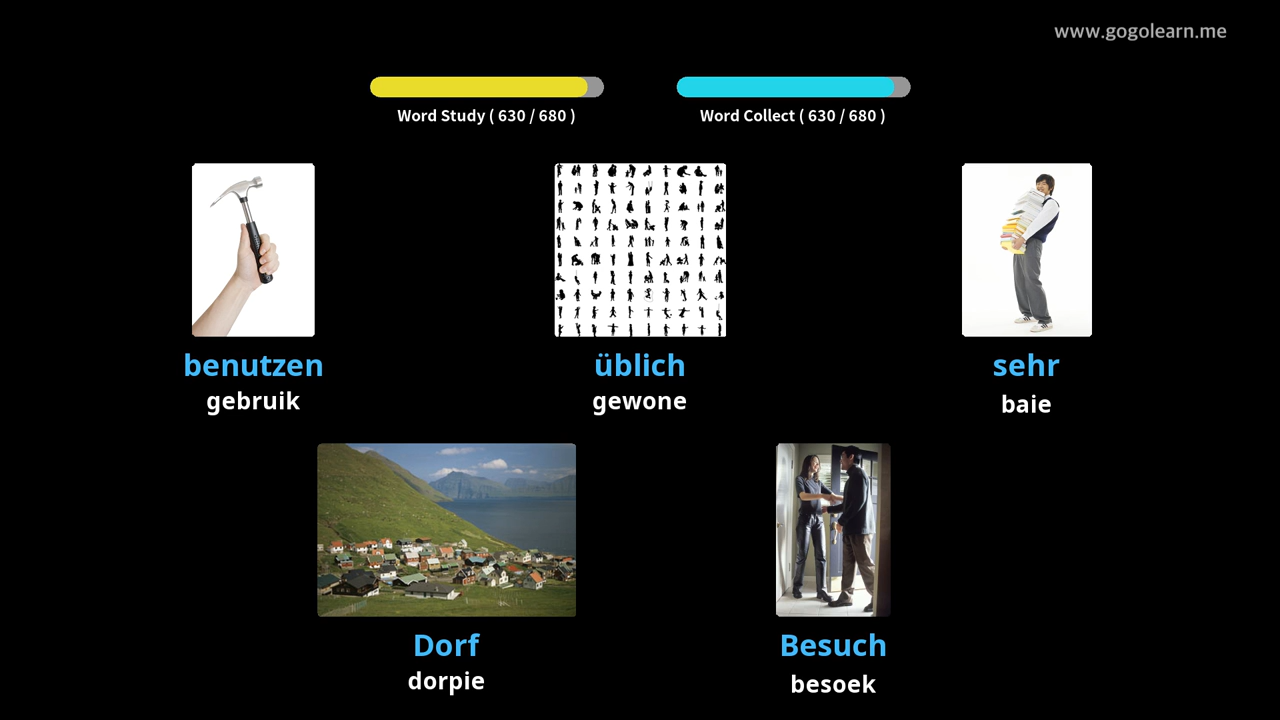 www.gogolearn.me
Word Study ( 630 / 680 )
Word Collect ( 630 / 680 )
benutzen
gebruik
üblich
gewone
sehr
baie
Dorf
dorpie
Besuch
besoek